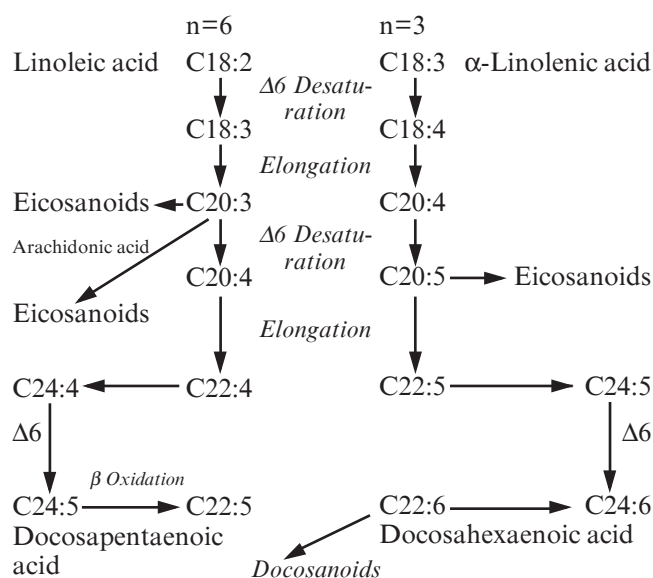 n=6 n=3
Linoleic acid C18:2 C18:3 α-Linolenic acid
Δ6 Desatu-
ration
C18:3 C18:4
Elongation
Eicosanoids C20:3 C20:4
Arachidonic acid Δ6 Desatu-
ration
C20:4 C20:5 Eicosanoids
Eicosanoids
Elongation
C24:4 C22:4 C22:5 C24:5
Δ6 Δ6
β Oxidation
C24:5 C22:5 C22:6 C24:6
Docosapentaenoic Docosahexaenoic acid
acid
Docosanoids